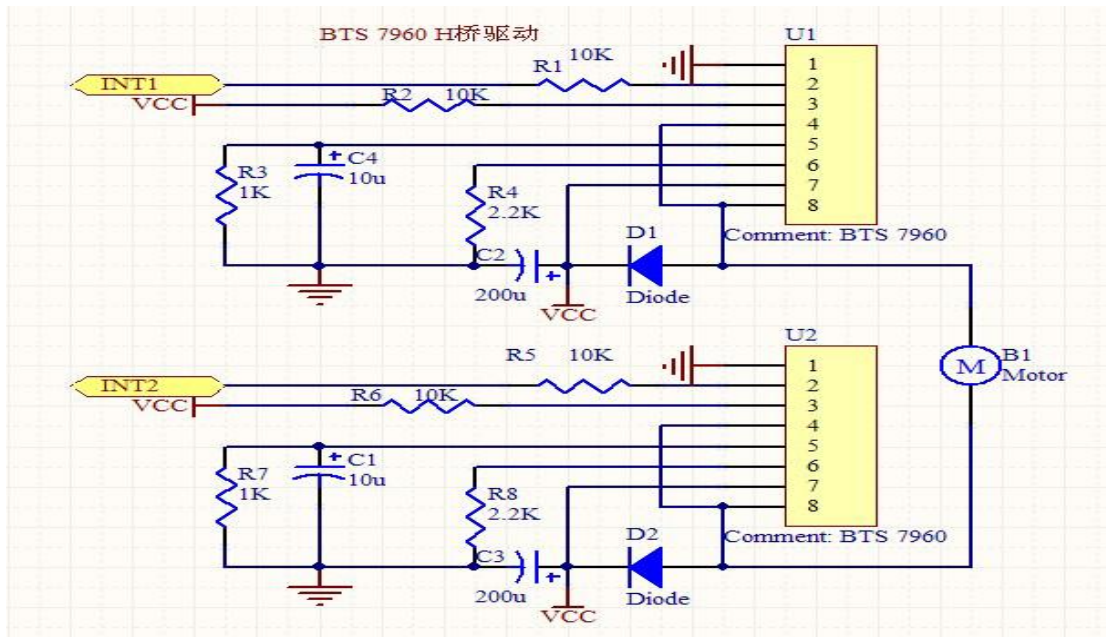 BTS 7960 H桥驱动
U1
INT1
R1 10K
VCC
R2 10K
1
2
3
4
5
6
7
8
R3
1K
C4
10u
R4
2.2K
C2
200u
VCC
D1
Diode
Comment: BTS 7960
U2
INT2
R5 10K
VCC
R6 10K
1
2
3
4
5
6
7
8
M
B1
Motor
R7
1K
C1
10u
R8
2.2K
C3
200u
VCC
D2
Diode
Comment: BTS 7960